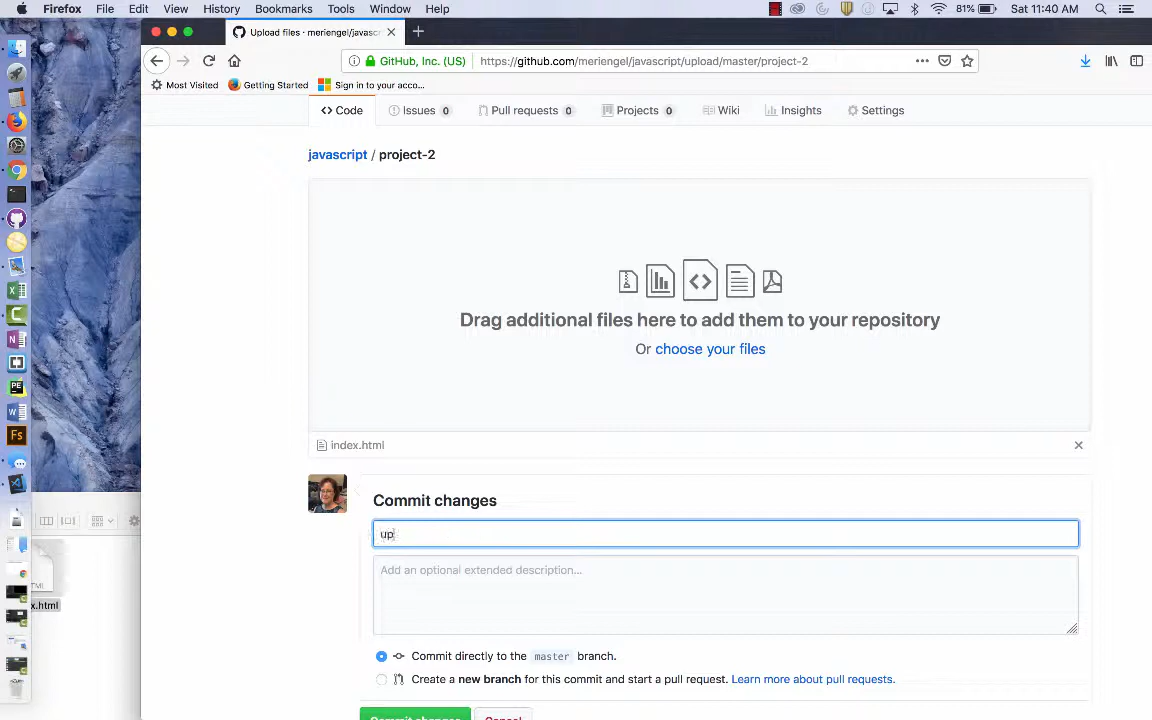 Firefox File Edit View History Bookmarks Tools Window Help 81% Sat 11:40 AM
Upload files · meriengel/javascr
GitHub, Inc. (US) https://github.com/meriengel/javascript/upload/master/project-2
Most Visited Getting Started Sign in to your acco...
Code Issues 0 Pull requests 0 Projects 0 Wiki Insights Settings
javascript / project-2
Drag additional files here to add them to your repository
Or choose your files
index.html
Commit changes
up
Add an optional extended description...
Commit directly to the master branch.
Create a new branch for this commit and start a pull request. Learn more about pull requests.
x.html
Commit changes Cancel